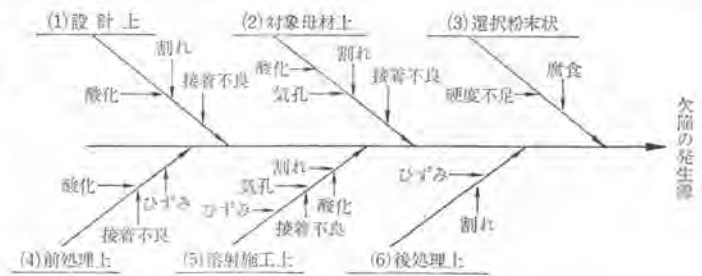 (1)設計上
(2)対象母材上
(3)選択粉末状
割れ
酸化
接着不良
酸化
割れ
気孔
接着不良
腐食
硬度不足
欠陥の発生源
酸化
ひずみ
接着不良
割れ
気孔
ひずみ
酸化
接着不良
ひずみ
割れ
(4)前処理上
(5)溶射施工上
(6)後処理上